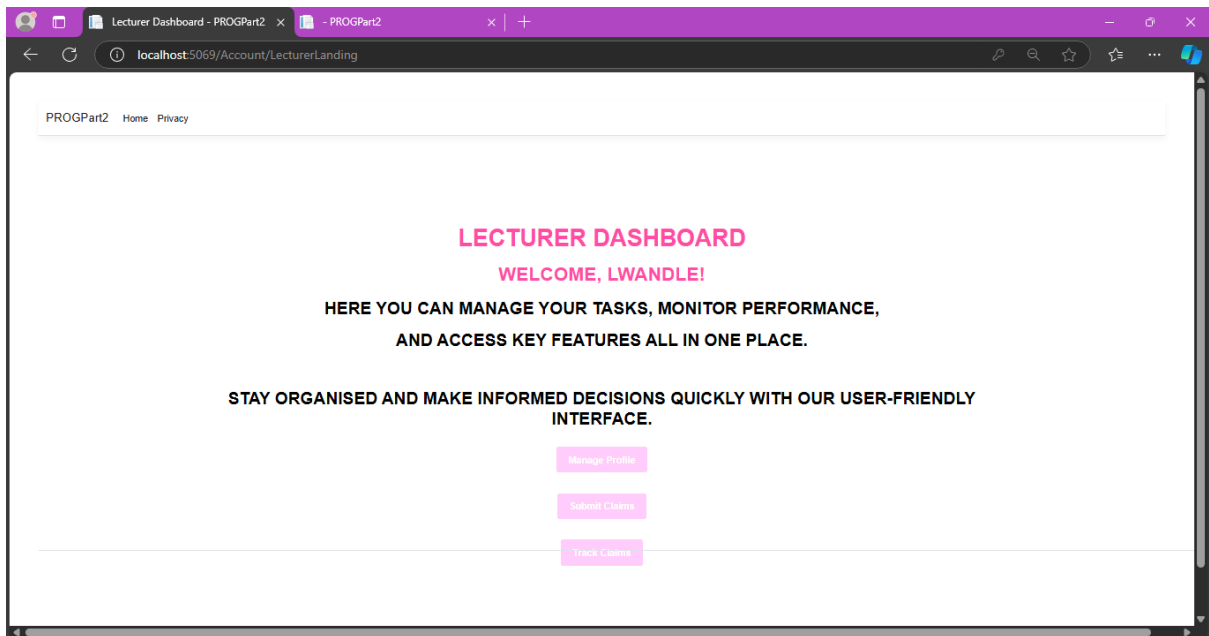 Lecturer Dashboard - PROGPart2
- PROGPart2
localhost:5069/Account/LecturerLanding
PROGPart2 Home Privacy
LECTURER DASHBOARD
WELCOME, LWANDLE!
HERE YOU CAN MANAGE YOUR TASKS, MONITOR PERFORMANCE,
AND ACCESS KEY FEATURES ALL IN ONE PLACE.
STAY ORGANISED AND MAKE INFORMED DECISIONS QUICKLY WITH OUR USER-FRIENDLY
INTERFACE.
Manage Profile
Submit Claims
Track Claims